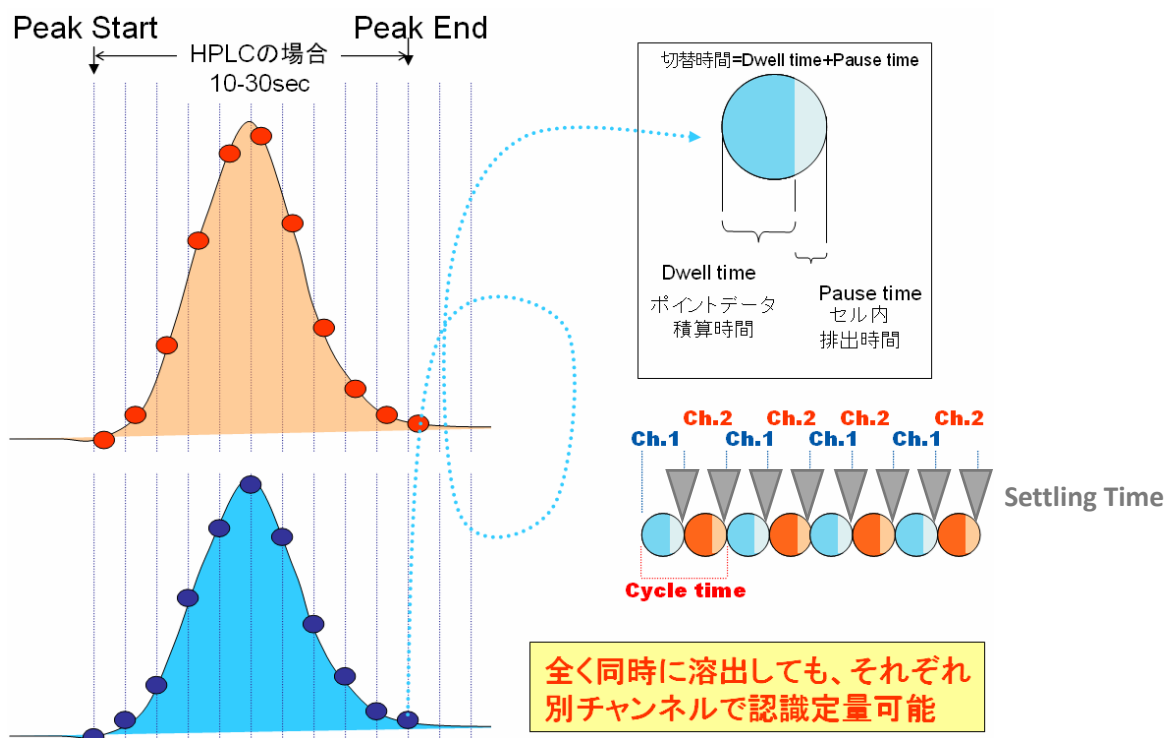 Peak Start
Peak End
HPLCの場合
10-30sec
切替時間=Dwell time+Pause time
Dwell time
ポイントデータ
積算時間
Pause time
セル内
排出時間
Ch.2 Ch.2 Ch.2 Ch.2
Ch.1 Ch.1 Ch.1 Ch.1
Settling Time
Cycle time
全く同時に溶出しても、それぞれ
別チャンネルで認識定量可能